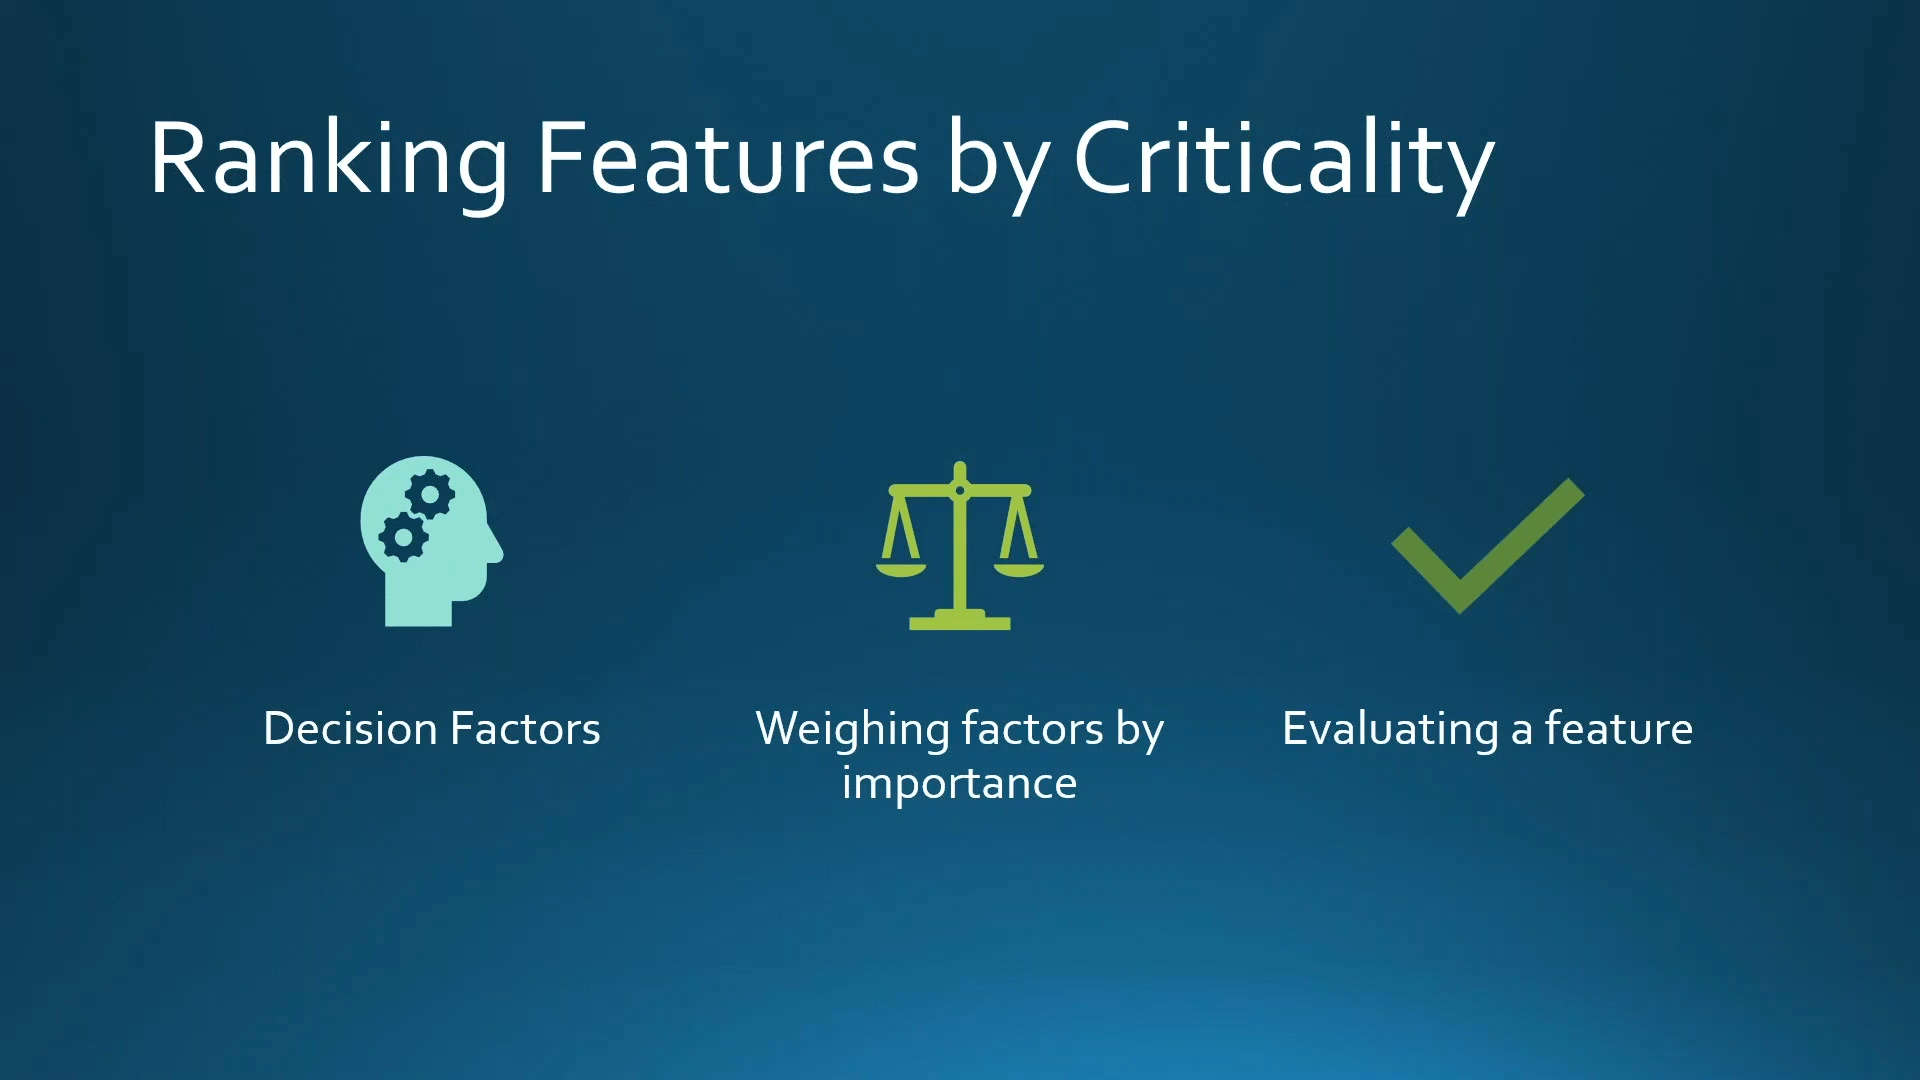 Ranking Features by Criticality
Decision Factors
Weighing factors by
importance
Evaluating a feature